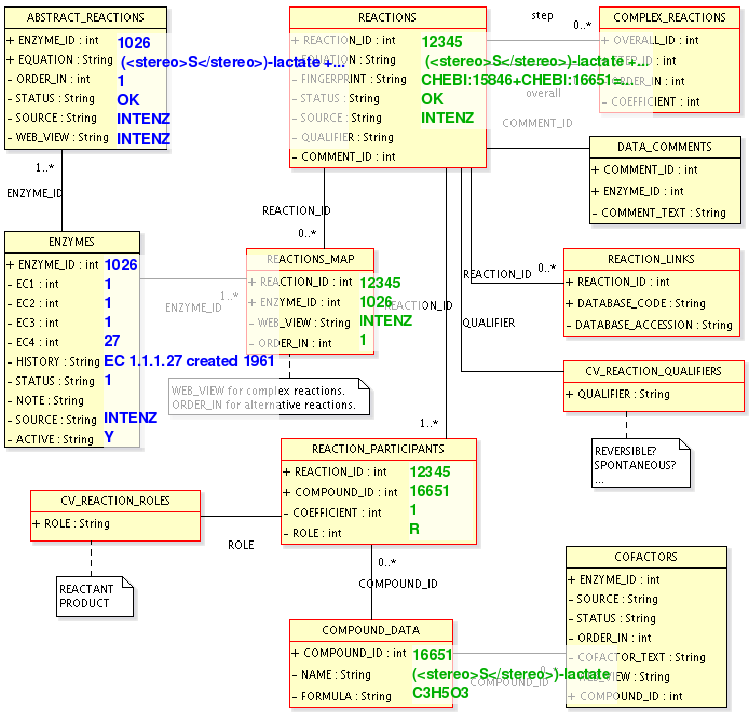 ABSTRACT_REACTIONS
+ ENZYME_ID : int 1026
+ EQUATION : String (<stereo>S</stereo>)-lactate +...
- ORDER_IN : int 1
- STATUS : String OK
- SOURCE : String INTENZ
- WEB_VIEW : String INTENZ
REACTIONS
+ REACTION_ID : int 12345
+ EQUATION : String (<stereo>S</stereo>)-lactate +...
- FINGERPRINT : String CHEBI:15846+CHEBI:16651=...
- STATUS : String OK
- SOURCE : String INTENZ
- QUALIFIER : String
- COMMENT_ID : int
step
0..*
overall
COMMENT_ID
COMPLEX_REACTIONS
+ OVERALL_ID : int
+ STEP_ID : int
- ORDER_IN : int
- COEFFICIENT : int
DATA_COMMENTS
+ COMMENT_ID : int
+ ENZYME_ID : int
- COMMENT_TEXT : String
1..*
ENZYME_ID
REACTION_ID
0..*
ENZYMES
+ ENZYME_ID : int 1026
- EC1 : String 1
- EC2 : String 1
- EC3 : String 1
- EC4 : String 27
- HISTORY : String EC 1.1.1.27 created 1961
- STATUS : String 1
- NOTE : String
- SOURCE : String INTENZ
- ACTIVE : String Y
1..*
ENZYME_ID
REACTIONS_MAP
+ REACTION_ID : int 12345
+ ENZYME_ID : int 1026
- WEB_VIEW : String INTENZ
- ORDER_IN : int 1
REACTION_ID
REACTION_ID
0..*
QUALIFIER
REACTION_LINKS
+ REACTION_ID : int
+ DATABASE_CODE : String
- DATABASE_ACCESSION : String
WEB_VIEW for complex reactions.
ORDER_IN for alternative reactions.
CV_REACTION_QUALIFIERS
+ QUALIFIER : String
REVERSIBLE?
SPONTANEOUS?
...
1..*
REACTION_PARTICIPANTS
+ REACTION_ID : int 12345
+ COMPOUND_ID : int 16651
- COEFFICIENT : int 1
- ROLE : int R
CV_REACTION_ROLES
+ ROLE : String
ROLE
REACTANT
PRODUCT
0..*
COMPOUND_ID
COMPOUND_DATA
+ COMPOUND_ID : int 16651
- NAME : String (<stereo>S</stereo>)-lactate
- FORMULA : String C3H5O3
0..*
COMPOUND_ID
COFACTORS
+ ENZYME_ID : int
- SOURCE : String
- STATUS : String
- ORDER_IN : int
- COFACTOR_TEXT : String
- WEB_VIEW : String
+ COMPOUND_ID : int